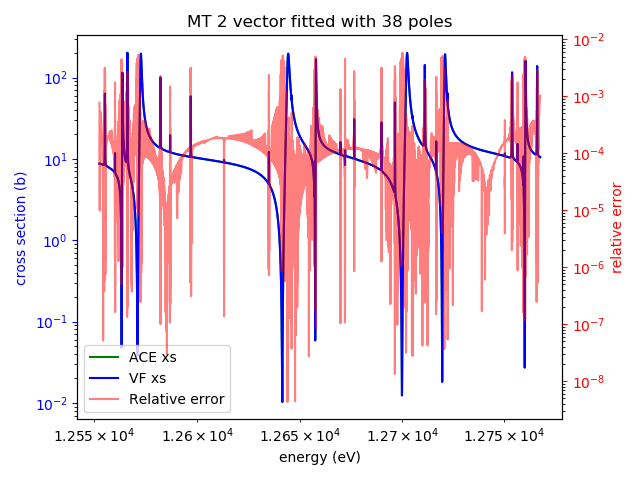 MT 2 vector fitted with 38 poles
cross section (b)
10²
10¹
10⁰
10⁻¹
10⁻²
10⁻²
10⁻³
10⁻⁴
10⁻⁵
10⁻⁶
10⁻⁷
10⁻⁸
relative error
ACE xs
VF xs
Relative error
1.255 × 10⁴ 1.26 × 10⁴ 1.265 × 10⁴ 1.27 × 10⁴ 1.275 × 10⁴
energy (eV)